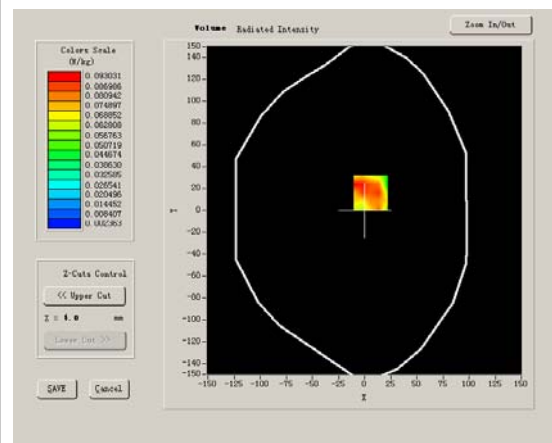 Volume Radiated Intensity
Zoom In/Out
Colors Scale
(W/kg)
0.093031
0.086986
0.080942
0.074897
0.068852
0.062808
0.056763
0.050719
0.044674
0.038630
0.032585
0.026541
0.020496
0.014452
0.008407
0.002363
150
140
120
100
80
60
40
20
0
-20
-40
-60
-80
-100
-120
-140
-150
Y
-150 -125 -100 -75 -50 -25 0 25 50 75 100 125 150
X
Z-Cuts Control
<< Upper Cut
mm
Lower Cut >>
SAVE Cancel